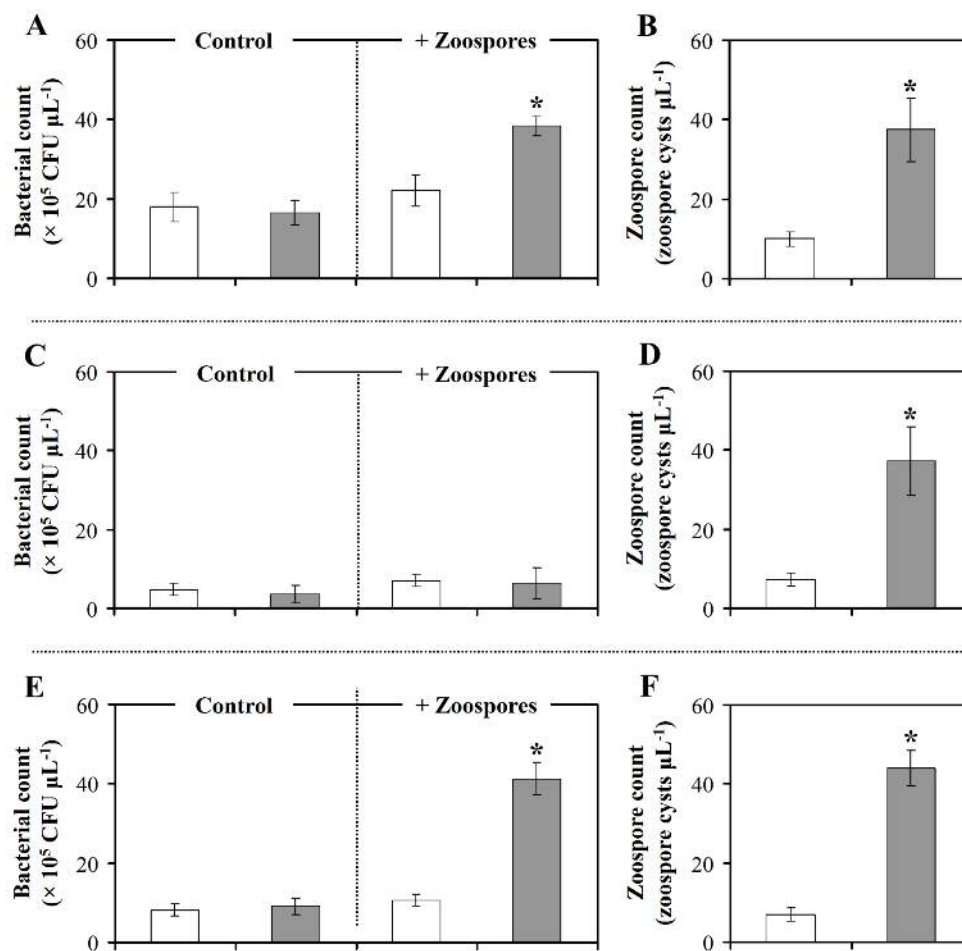 A
Control
+ Zoospores
Bacterial count
(× 10⁵ CFU µL⁻¹)
60
40
20
0
*
B
Zoospore count
(zoospore cysts µL⁻¹)
60
40
20
0
*
C
Control
+ Zoospores
Bacterial count
(× 10⁵ CFU µL⁻¹)
60
40
20
0
D
Zoospore count
(zoospore cysts µL⁻¹)
60
40
20
0
*
E
Control
+ Zoospores
Bacterial count
(× 10⁵ CFU µL⁻¹)
60
40
20
0
*
F
Zoospore count
(zoospore cysts µL⁻¹)
60
40
20
0
*